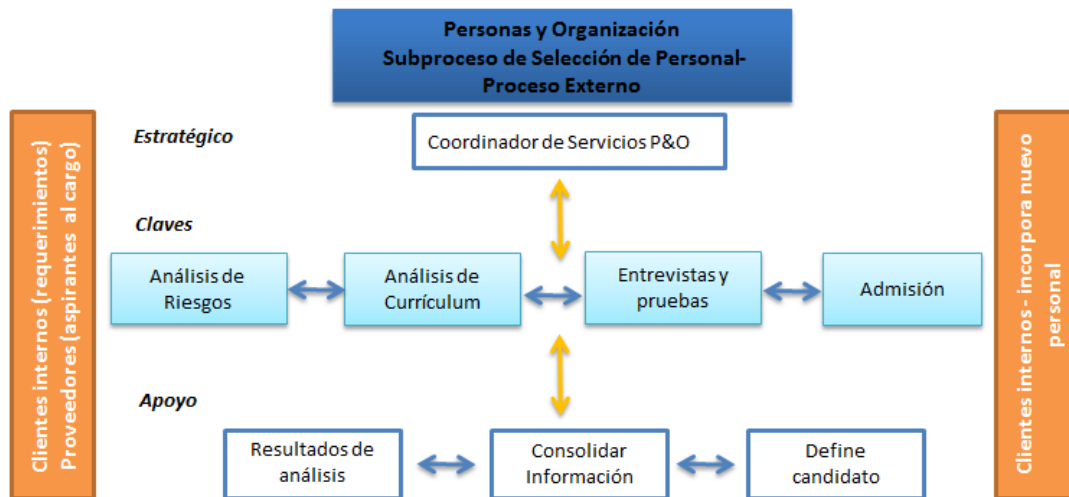 Personas y Organización
Subproceso de Selección de Personal-
Proceso Externo
Clientes internos (requerimientos)
Proveedores (aspirantes al cargo)
Estratégico
Coordinador de Servicios P&O
Claves
Análisis de
Riesgos
Análisis de
Currículum
Entrevistas y
pruebas
Admisión
Apoyo
Resultados de
análisis
Consolidar
Información
Define
candidato
Clientes internos - incorpora nuevo
personal